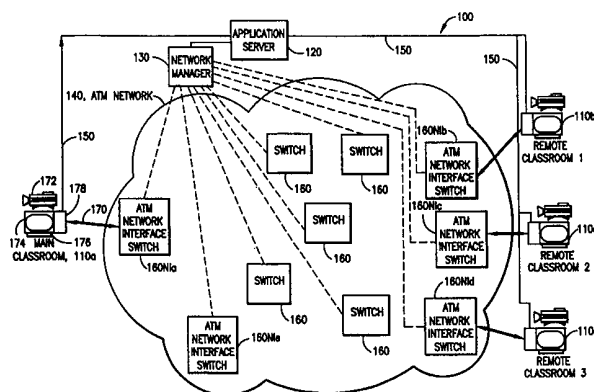 100
APPLICATION
SERVER
120
130
NETWORK
MANAGER
150
150
140, ATM NETWORK
150
172
178
170
174
176
MAIN
CLASSROOM,
110a
ATM
NETWORK
INTERFACE
SWITCH
160NIa
SWITCH
160
SWITCH
160
SWITCH
160
SWITCH
160
SWITCH
160
ATM
NETWORK
INTERFACE
SWITCH
160NIe
160NIb
ATM
NETWORK
INTERFACE
SWITCH
160NIc
ATM
NETWORK
INTERFACE
SWITCH
160NId
ATM
NETWORK
INTERFACE
SWITCH
110b
REMOTE
CLASSROOM 1
REMOTE
CLASSROOM 2
REMOTE
CLASSROOM 3